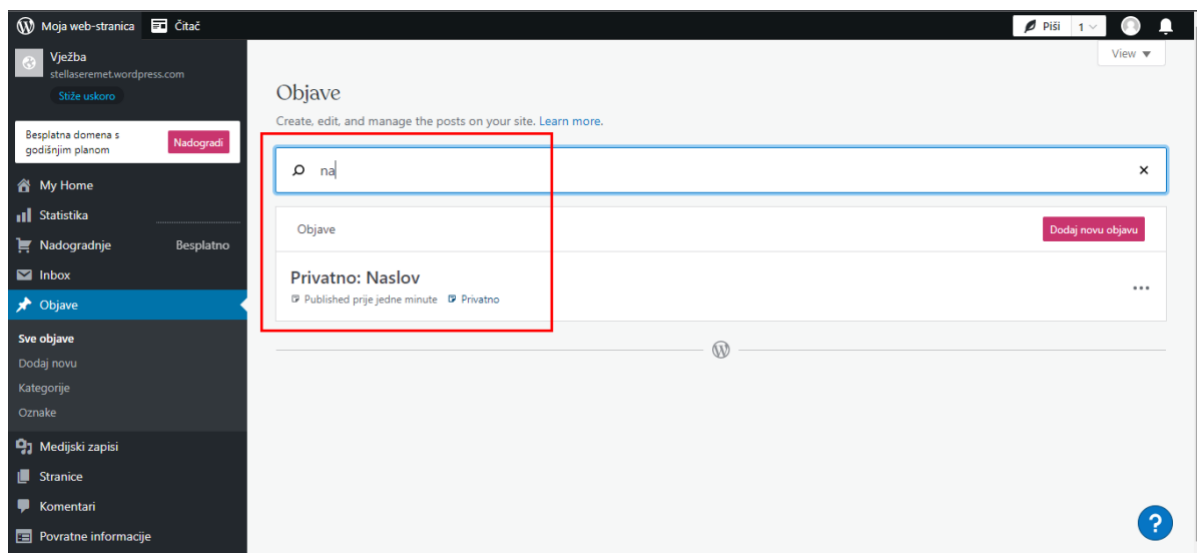 Moja web-stranica Čitač Piši 1
Vježba
stellaseremet.wordpress.com
Stiže uskoro
Besplatna domena s
godišnjim planom
Nadogradi
My Home
Statistika
Nadogradnje Besplatno
Inbox
Objave
Sve objave
Dodaj novu
Kategorije
Oznake
Medijski zapisi
Stranice
Komentari
Povratne informacije
View
Objave
Create, edit, and manage the posts on your site. Learn more.
na
Objave Dodaj novu objavu
Privatno: Naslov
Published prije jedne minute Privatno
?